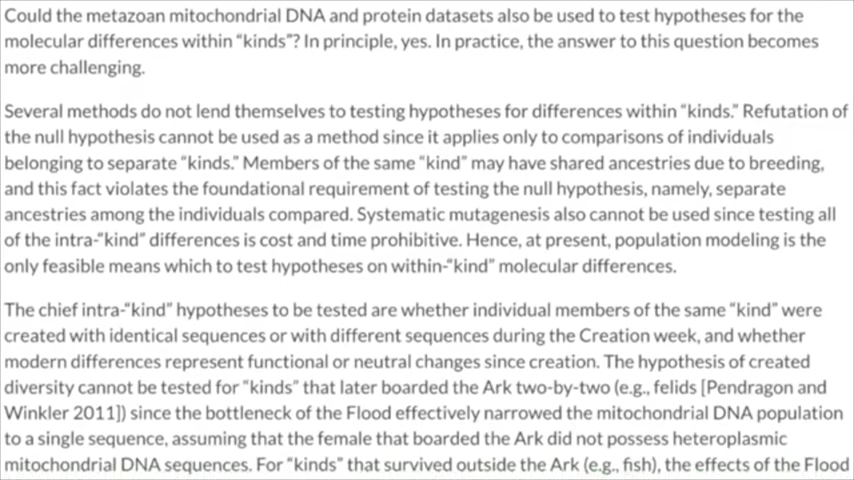 Could the metazoan mitochondrial DNA and protein datasets also be used to test hypotheses for the
molecular differences within “kinds”? In principle, yes. In practice, the answer to this question becomes
more challenging.
Several methods do not lend themselves to testing hypotheses for differences within “kinds.” Refutation of
the null hypothesis cannot be used as a method since it applies only to comparisons of individuals
belonging to separate “kinds.” Members of the same “kind” may have shared ancestries due to breeding,
and this fact violates the foundational requirement of testing the null hypothesis, namely, separate
ancestries among the individuals compared. Systematic mutagenesis also cannot be used since testing all
of the intra-“kind” differences is cost and time prohibitive. Hence, at present, population modeling is the
only feasible means which to test hypotheses on within-“kind” molecular differences.
The chief intra-“kind” hypotheses to be tested are whether individual members of the same “kind” were
created with identical sequences or with different sequences during the Creation week, and whether
modern differences represent functional or neutral changes since creation. The hypothesis of created
diversity cannot be tested for “kinds” that later boarded the Ark two-by-two (e.g., felids [Pendragon and
Winkler 2011]) since the bottleneck of the Flood effectively narrowed the mitochondrial DNA population
to a single sequence, assuming that the female that boarded the Ark did not possess heteroplasmic
mitochondrial DNA sequences. For “kinds” that survived outside the Ark (e.g., fish), the effects of the Flood